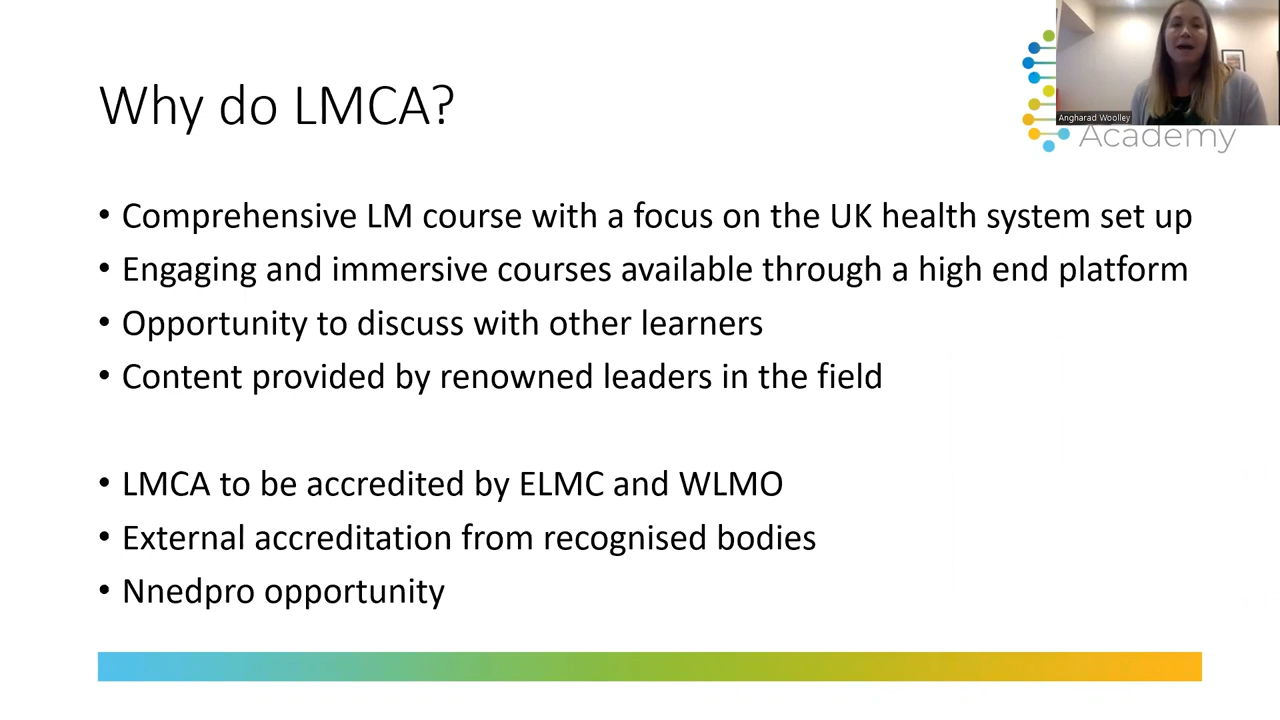 Why do LMCA?
Angharad Woolley
Academy
• Comprehensive LM course with a focus on the UK health system set up
• Engaging and immersive courses available through a high end platform
• Opportunity to discuss with other learners
• Content provided by renowned leaders in the field
• LMCA to be accredited by ELMC and WLMO
• External accreditation from recognised bodies
• Nnedpro opportunity